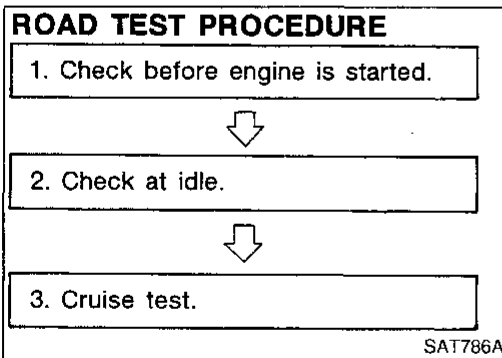 ROAD TEST PROCEDURE
1. Check before engine is started.
2. Check at idle.
3. Cruise test.
SAT786A